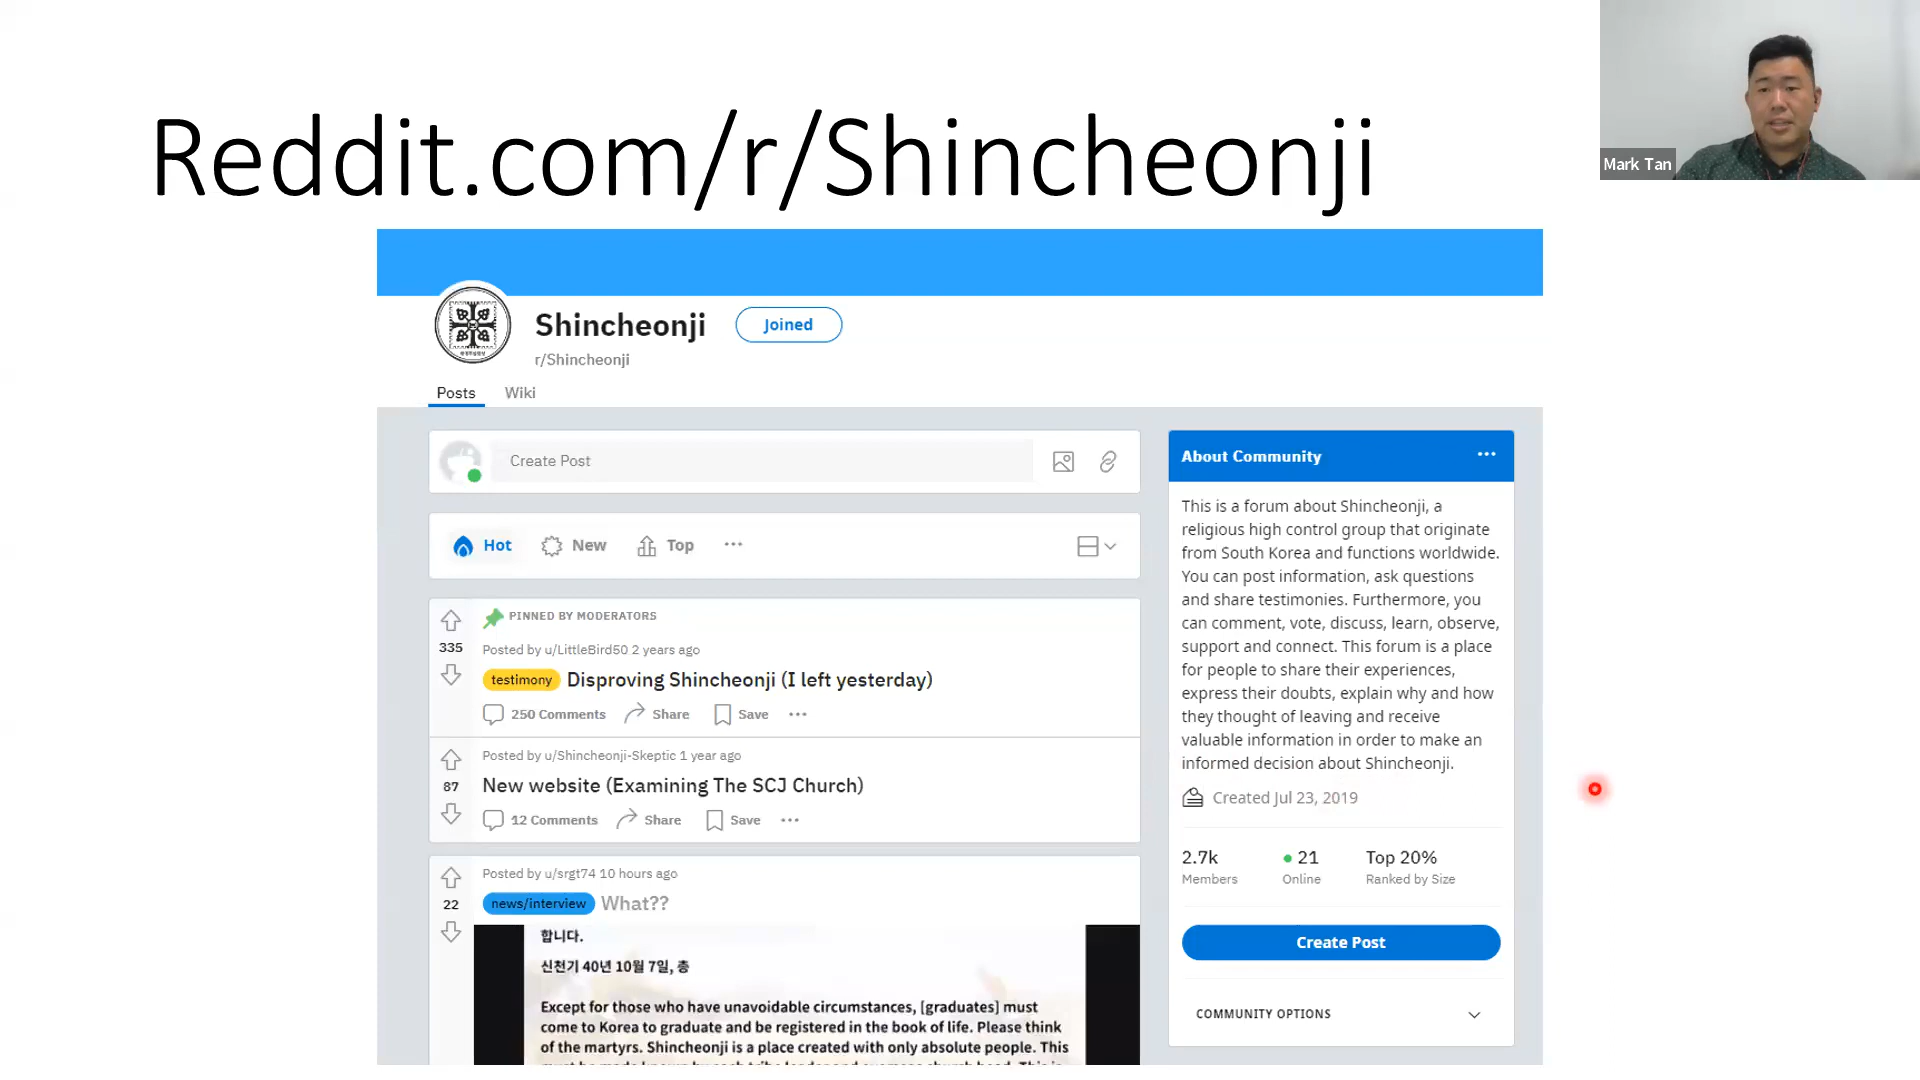 Reddit.com/r/Shincheonji
Mark Tan
Shincheonji
Joined
r/Shincheonji
Posts
Wiki
Create Post
Hot
New
Top
PINNED BY MODERATORS
335
Posted by u/LittleBird50 2 years ago
testimony Disproving Shincheonji (I left yesterday)
250 Comments
Share
Save
Posted by u/Shincheonji-Skeptic 1 year ago
87
New website (Examining The SCJ Church)
12 Comments
Share
Save
Posted by u/srgt74 10 hours ago
22
news/interview What??
합니다.
신천기 40년 10월 7일, 총
Except for those who have unavoidable circumstances, [graduates] must
come to Korea to graduate and be registered in the book of life. Please think
of the martyrs. Shincheonji is a place created with only absolute people. This
About Community
This is a forum about Shincheonji, a
religious high control group that originate
from South Korea and functions worldwide.
You can post information, ask questions
and share testimonies. Furthermore, you
can comment, vote, discuss, learn, observe,
support and connect. This forum is a place
for people to share their experiences,
express their doubts, explain why and how
they thought of leaving and receive
valuable information in order to make an
informed decision about Shincheonji.
Created Jul 23, 2019
2.7k
Members
21
Online
Top 20%
Ranked by Size
Create Post
COMMUNITY OPTIONS